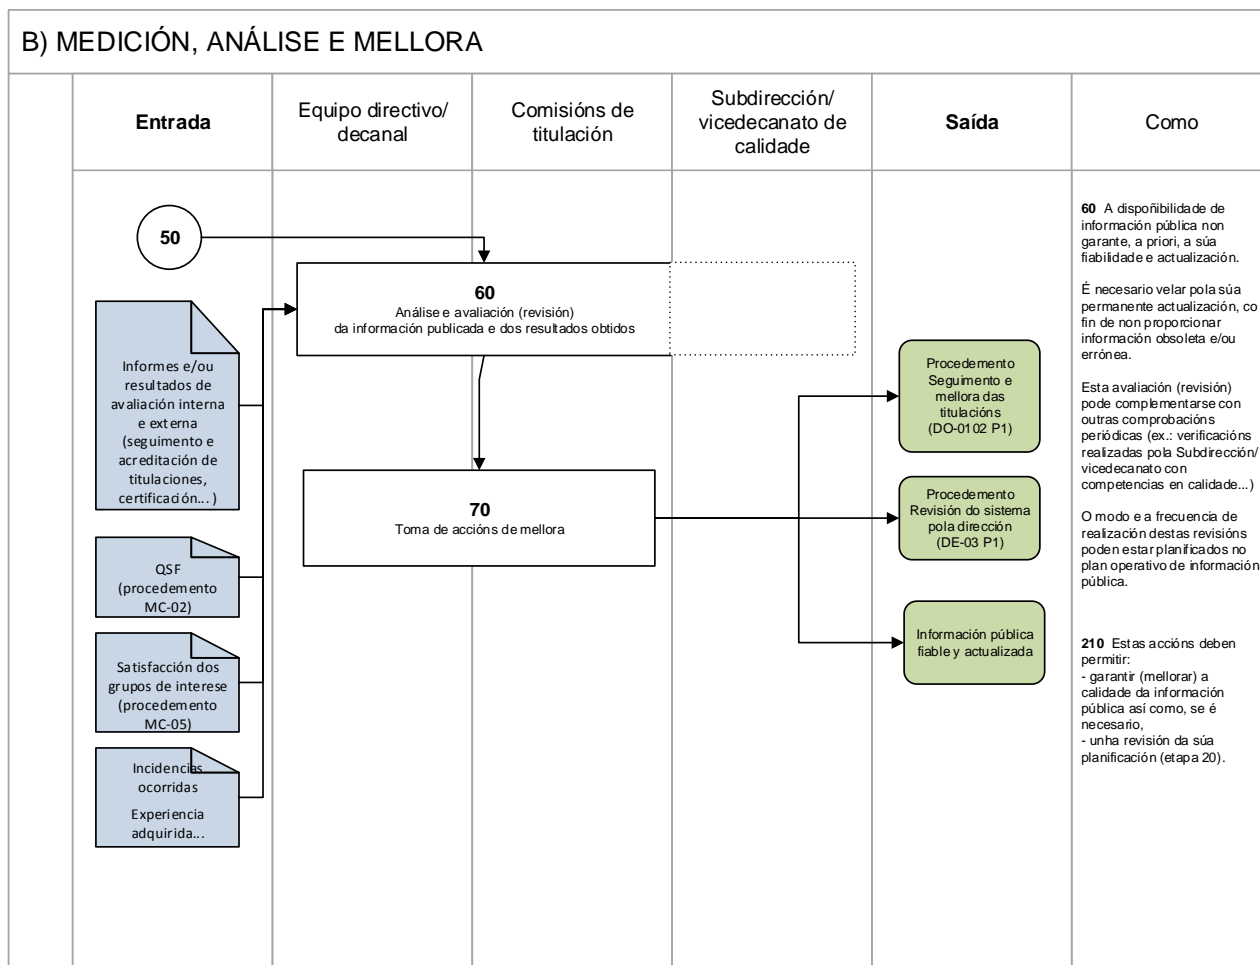 B) MEDICIÓN, ANÁLISE E MELLORA
Entrada
Equipo directivo/
decanal
Comisións de
titulación
Subdirección/
vicedecanato de
calidade
Saída
Como
50
60
Análise e avaliación (revisión)
da información publicada e dos resultados obtidos
Informes e/ou
resultados de
avaliación interna
e externa
(seguimento e
acreditación de
titulaciones,
certificación... )
QSF
(procedemento
MC-02)
Satisfacción dos
grupos de interese
(procedemento
MC-05)
Incidencias
ocorridas
Experiencia
adquirida...
70
Toma de accións de mellora
Procedemento
Seguimento e
mellora das
titulacións
(DO-0102 P1)
Procedemento
Revisión do sistema
pola dirección
(DE-03 P1)
Información pública
fiable y actualizada
60 A dispoñibilidade de
información pública non
garante, a priori, a súa
fiabilidade e actualización.
É necesario velar pola súa
permanente actualización, co
fin de non proporcionar
información obsoleta e/ou
errónea.
Esta avaliación (revisión)
pode complementarse con
outras comprobacións
periódicas (ex.: verificacións
realizadas pola Subdirección/
vicedecanato con
competencias en calidade...)
O modo e a frecuencia de
realización destas revisións
poden estar planificados no
plan operativo de información
pública.
210 Estas accións deben
permitir:
- garantir (mellorar) a
calidade da información
pública así como, se é
necesario,
- unha revisión da súa
planificación (etapa 20).